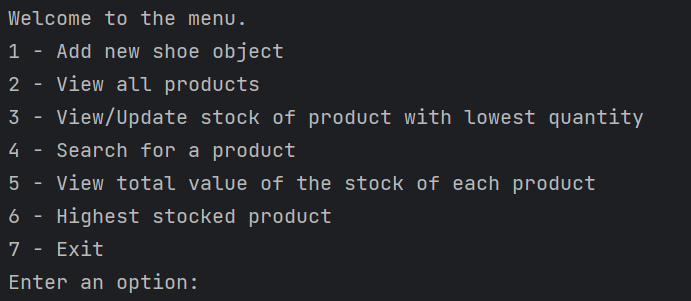 Welcome to the menu.
1 - Add new shoe object
2 - View all products
3 - View/Update stock of product with lowest quantity
4 - Search for a product
5 - View total value of the stock of each product
6 - Highest stocked product
7 - Exit
Enter an option: